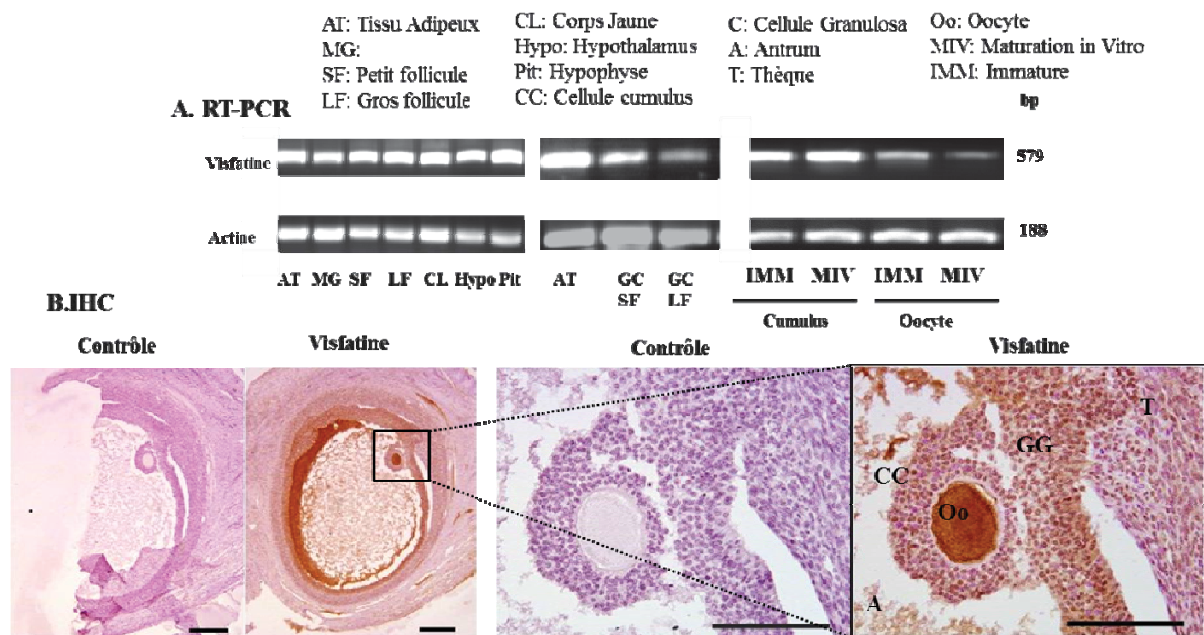 AT: Tissu Adipeux
MG:
SF: Petit follicule
LF: Gros follicule
CL: Corps Jaune
Hypo: Hypothalamus
Pit: Hypophyse
CC: Cellule cumulus
C: Cellule Granulosa
A: Antrum
T: Thèque
Oo: Oocyte
MIV: Maturation in Vitro
IMM: Immature
bp
A. RT-PCR
Visfatine 579
Actine 188
AT MG SF LF CL Hypo Pit AT GC GC IMM MIV IMM MIV
SF LF
Cumulus Oocyte
B.IHC
Contrôle Visfatine Contrôle Visfatine
T
GG
CC
Oo
A